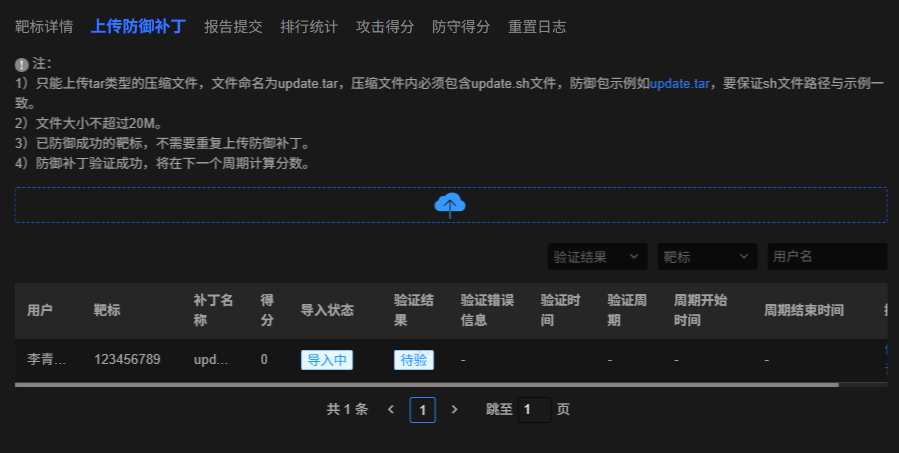 靶标详情 上传防御补丁 报告提交 排行统计 攻击得分 防守得分 重置日志
注：
1）只能上传tar类型的压缩文件，文件命名为update.tar，压缩文件内必须包含update.sh文件，防御包示例如update.tar，要保证sh文件路径与示例一
致。
2）文件大小不超过20M。
3）已防御成功的靶标，不需要重复上传防御补丁。
4）防御补丁验证成功，将在下一个周期计算分数。
验证结果 靶标 用户名
用户 靶标 补丁名称 得分 导入状态 验证结果 验证错误信息 验证时间 验证周期 周期开始时间 周期结束时间
李青... 123456789 upd... 0 导入中 待验 - - - - -
共 1 条 < 1 > 跳至 1 页